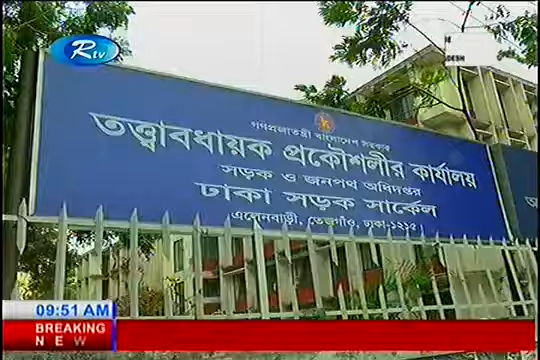 Rtv
গণপ্রজাতন্ত্রী বাংলাদেশ সরকার
তত্ত্বাবধায়ক প্রকৌশলীর কার্যালয়
সড়ক ও জনপথ অধিদপ্তর
ঢাকা সড়ক সার্কেল
এলেনবাড়ী, তেজগাঁও, ঢাকা-১২১৫
09:51 AM
BREAKING
NEW